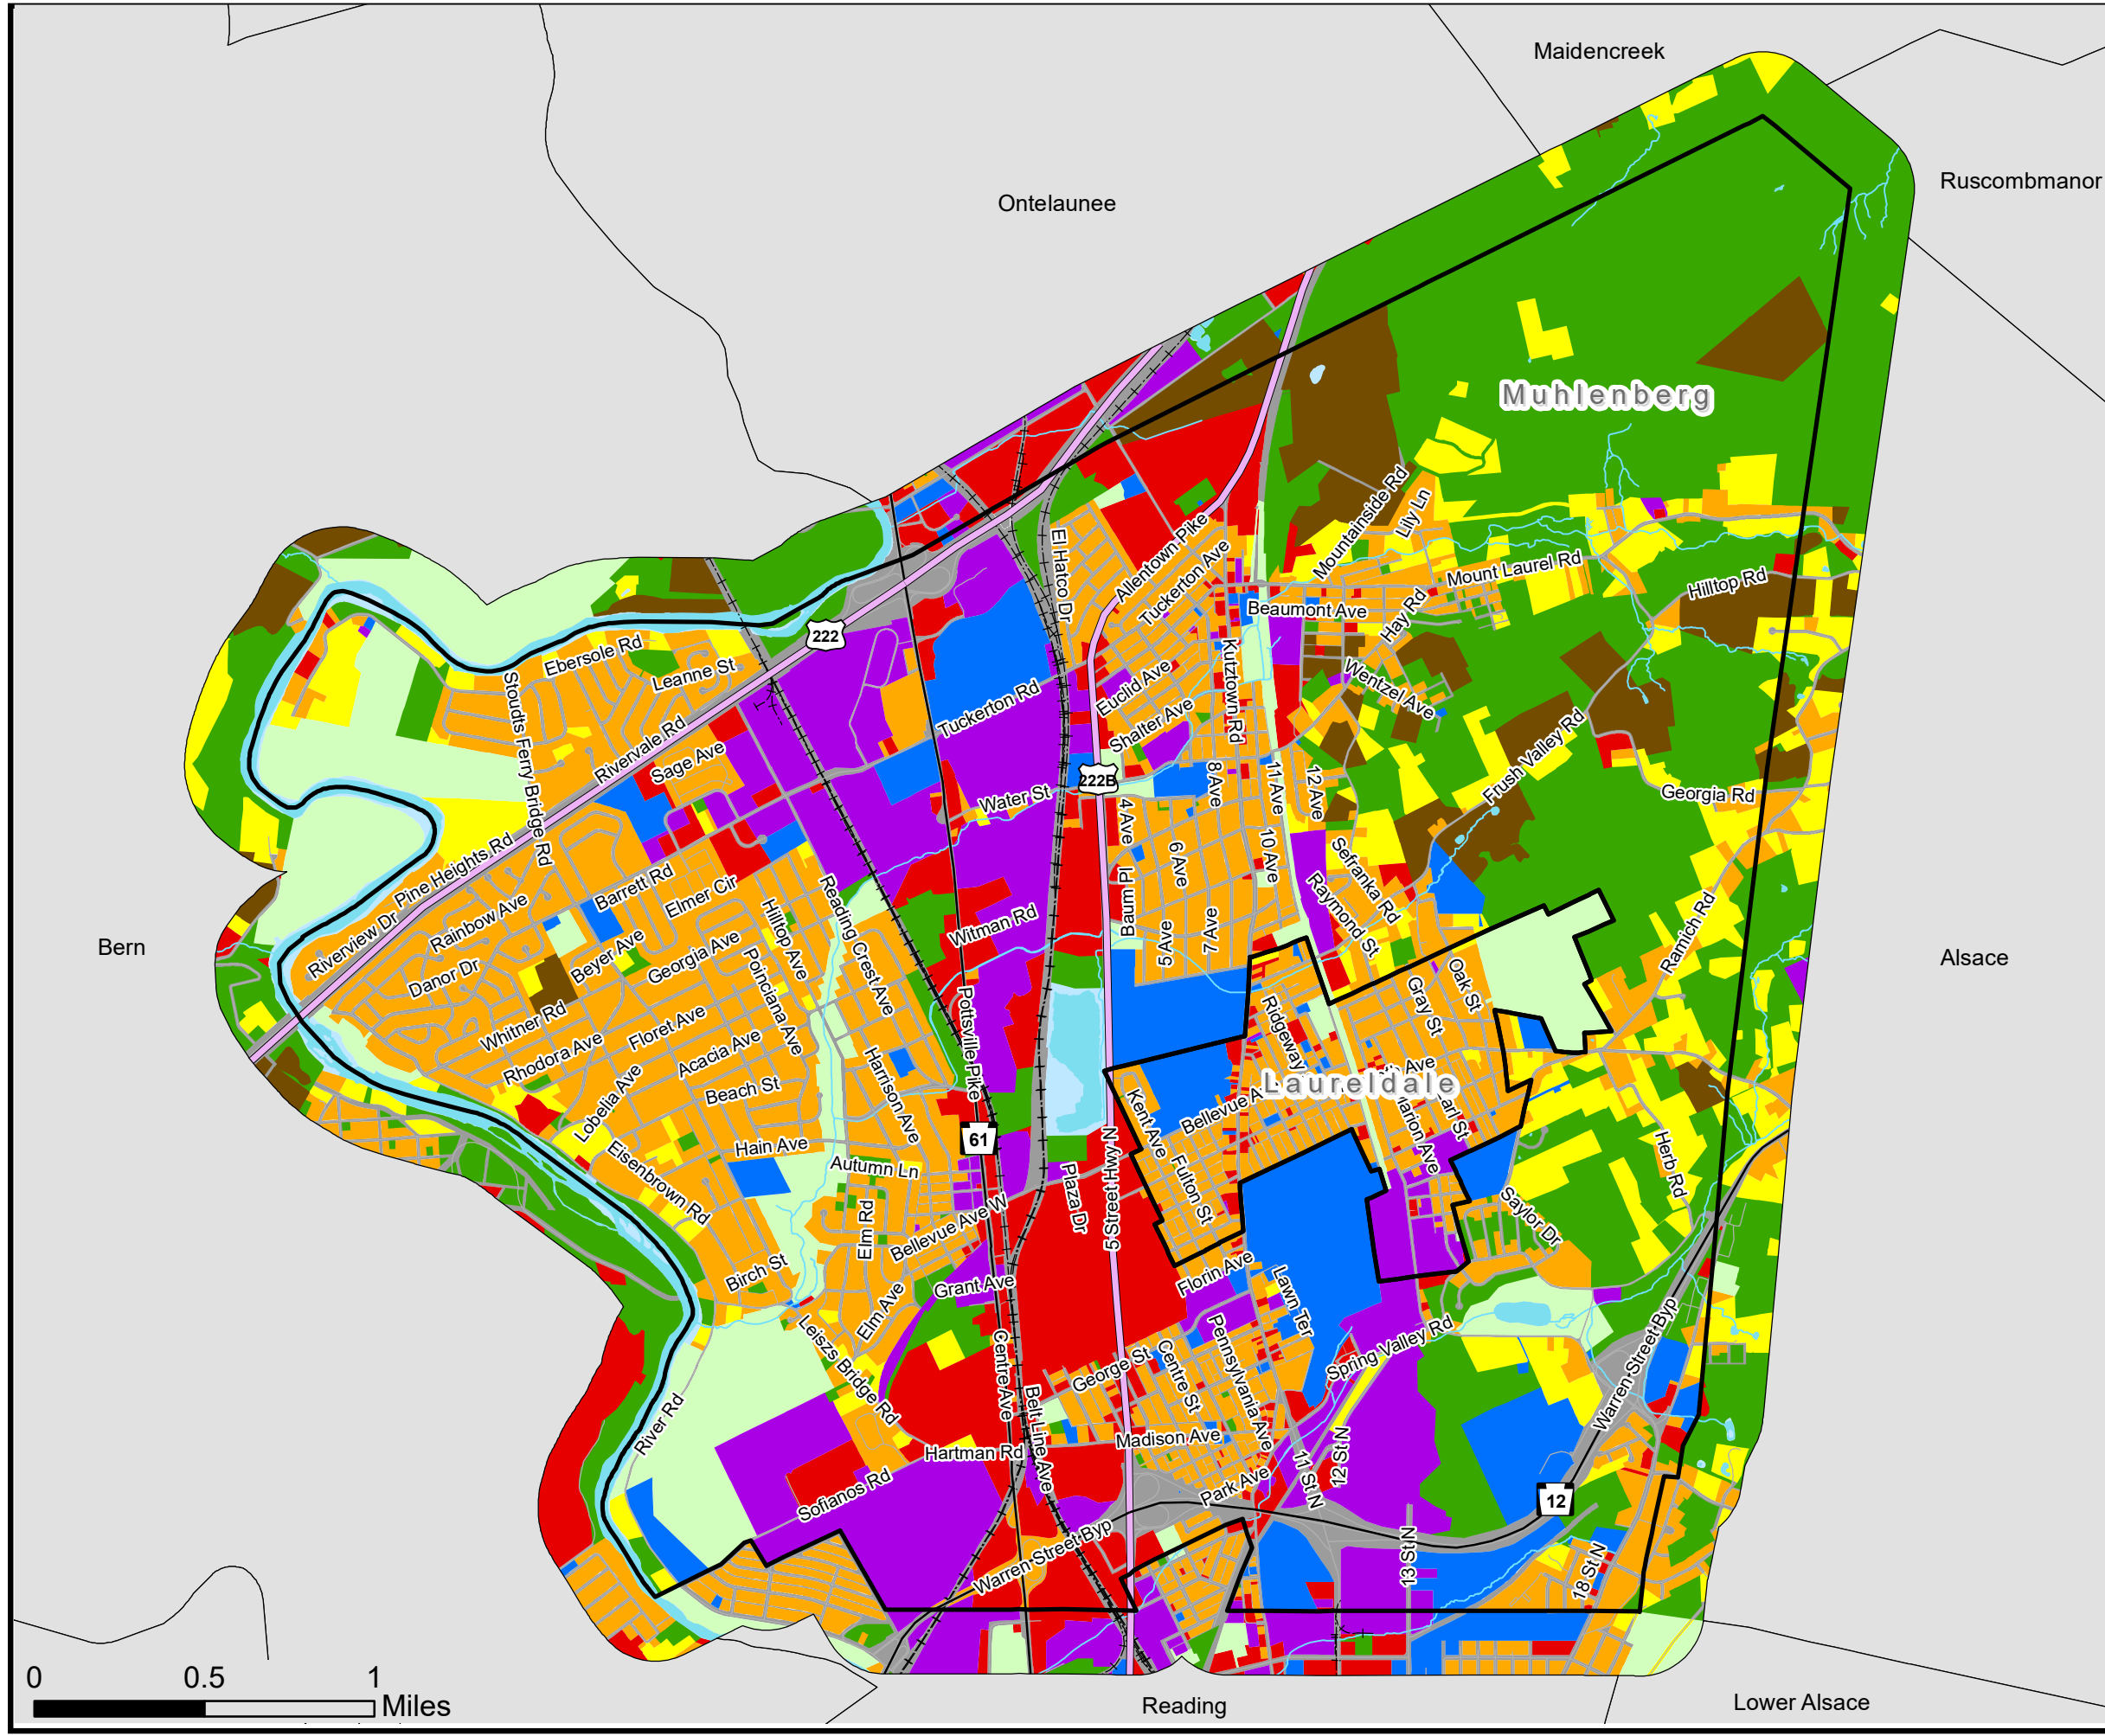 Maidencreek
Ruscombmanor
Ontelaunee
Muhlenberg
Mountainside Rd
Lily Ln
Allentown Pike
El Hatco Dr
Tuckerton Ave
Mount Laurel Rd
Hilltop Rd
Beaumont Ave
Hay Rd
222
Ebersole Rd
Leanne St
Stoudts Ferry Bridge Rd
Kutztown Rd
Wentzel Ave
Euclid Ave
Tuckerton Rd
Shalter Ave
Rivervale Rd
Sage Ave
Frush Valley Rd
222B
8 Ave
11 Ave
12 Ave
Georgia Rd
Water St
4 Ave
6 Ave
10 Ave
Sefranka Rd
Pine Heights Rd
Barrett Rd
Elmer Cir
Reading Crest Ave
Baum Pl
Raymond St
Riverview Dr
Rainbow Ave
Hilltop Ave
Witman Rd
5 Ave
7 Ave
Ramich Rd
Bern
Alsace
Beyer Ave
Georgia Ave
Danor Dr
Poinciana Ave
Oak St
Gray St
Whitner Rd
Floret Ave
Pottsville Pike
Ridgeway
Rhodora Ave
Acacia Ave
Harrison Ave
Laureldale
Beach St
Lobelia Ave
Kent Ave
Bellevue A
61
Hain Ave
Autumn Ln
Eisenbrown Rd
Plaza Dr
5 Street Hwy N
Fulton St
Herb Rd
Saylor Dr
Elm Rd
Bellevue Ave W
Birch St
Grant Ave
Florin Ave
Lawn Ter
Elm Ave
Leiszs Bridge Rd
Centre Ave
George St
Centre St
Pennsylvania Ave
Spring Valley Rd
Warren Street Byp
River Rd
Hartman Rd
Belt Line Ave
Madison Ave
11 St N
12 St N
Sofianos Rd
Park Ave
12
Warren Street Byp
13 St N
18 St N
0 0.5 1
Miles
Reading
Lower Alsace